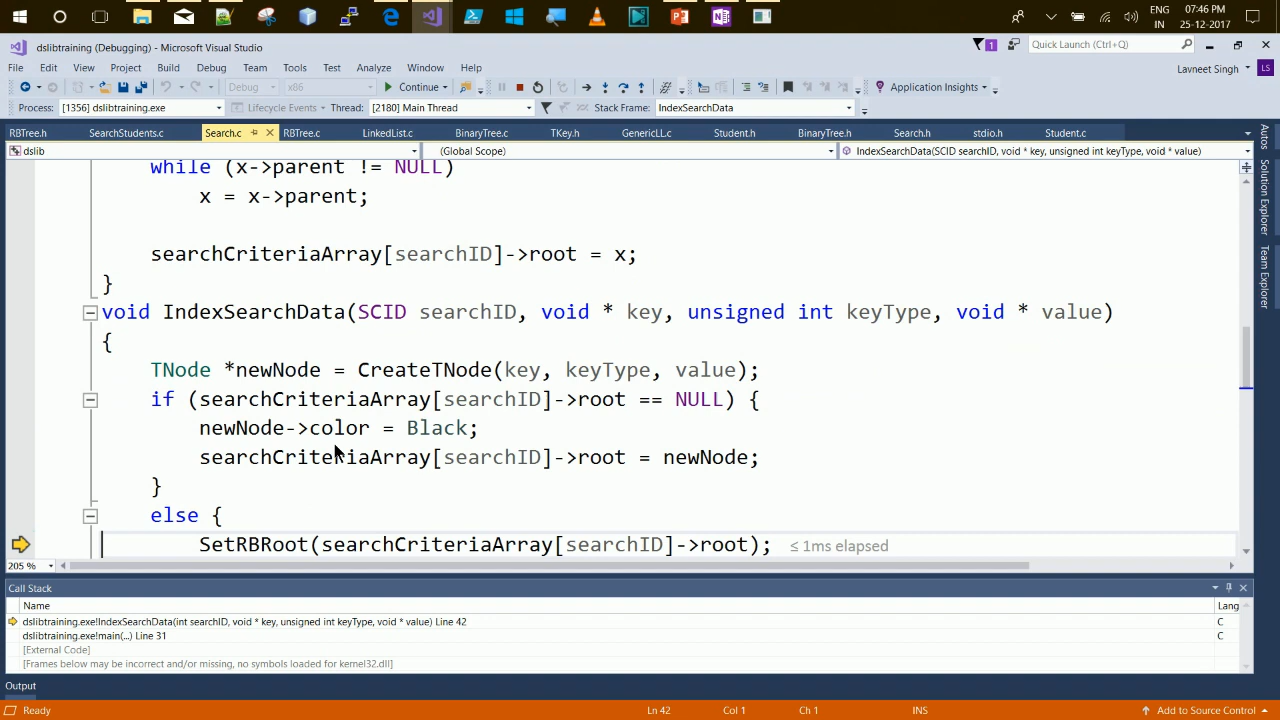 07:46 PM
ENG
IN
25-12-2017
1
dslibtraining (Debugging) - Microsoft Visual Studio
Quick Launch (Ctrl+Q)
File Edit View Project Build Debug Team Tools Test Analyze Window Help
Lavneet Singh
LS
Debug x86 Continue Application Insights
Process: [1356] dslibtraining.exe Lifecycle Events Thread: [2180] Main Thread Stack Frame: IndexSearchData
RBTree.h SearchStudents.c Search.c RBTree.c LinkedList.c BinaryTree.c TKey.h GenericLL.c Student.h BinaryTree.h Search.h stdio.h Student.c
dslib (Global Scope) IndexSearchData(SCID searchID, void * key, unsigned int keyType, void * value)
while (x->parent != NULL)
x = x->parent;
searchCriteriaArray[searchID]->root = x;
}
void IndexSearchData(SCID searchID, void * key, unsigned int keyType, void * value)
{
TNode *newNode = CreateTNode(key, keyType, value);
if (searchCriteriaArray[searchID]->root == NULL) {
newNode->color = Black;
searchCriteriaArray[searchID]->root = newNode;
}
else {
SetRBRoot(searchCriteriaArray[searchID]->root); ≤ 1ms elapsed
205 %
Autos
Solution Explorer
Team Explorer
Call Stack
Name Lang
dslibtraining.exe!IndexSearchData(int searchID, void * key, unsigned int keyType, void * value) Line 42 C
dslibtraining.exe!main(...) Line 31 C
[External Code]
[Frames below may be incorrect and/or missing, no symbols loaded for kernel32.dll]
Output
Ready Ln 42 Col 1 Ch 1 INS Add to Source Control